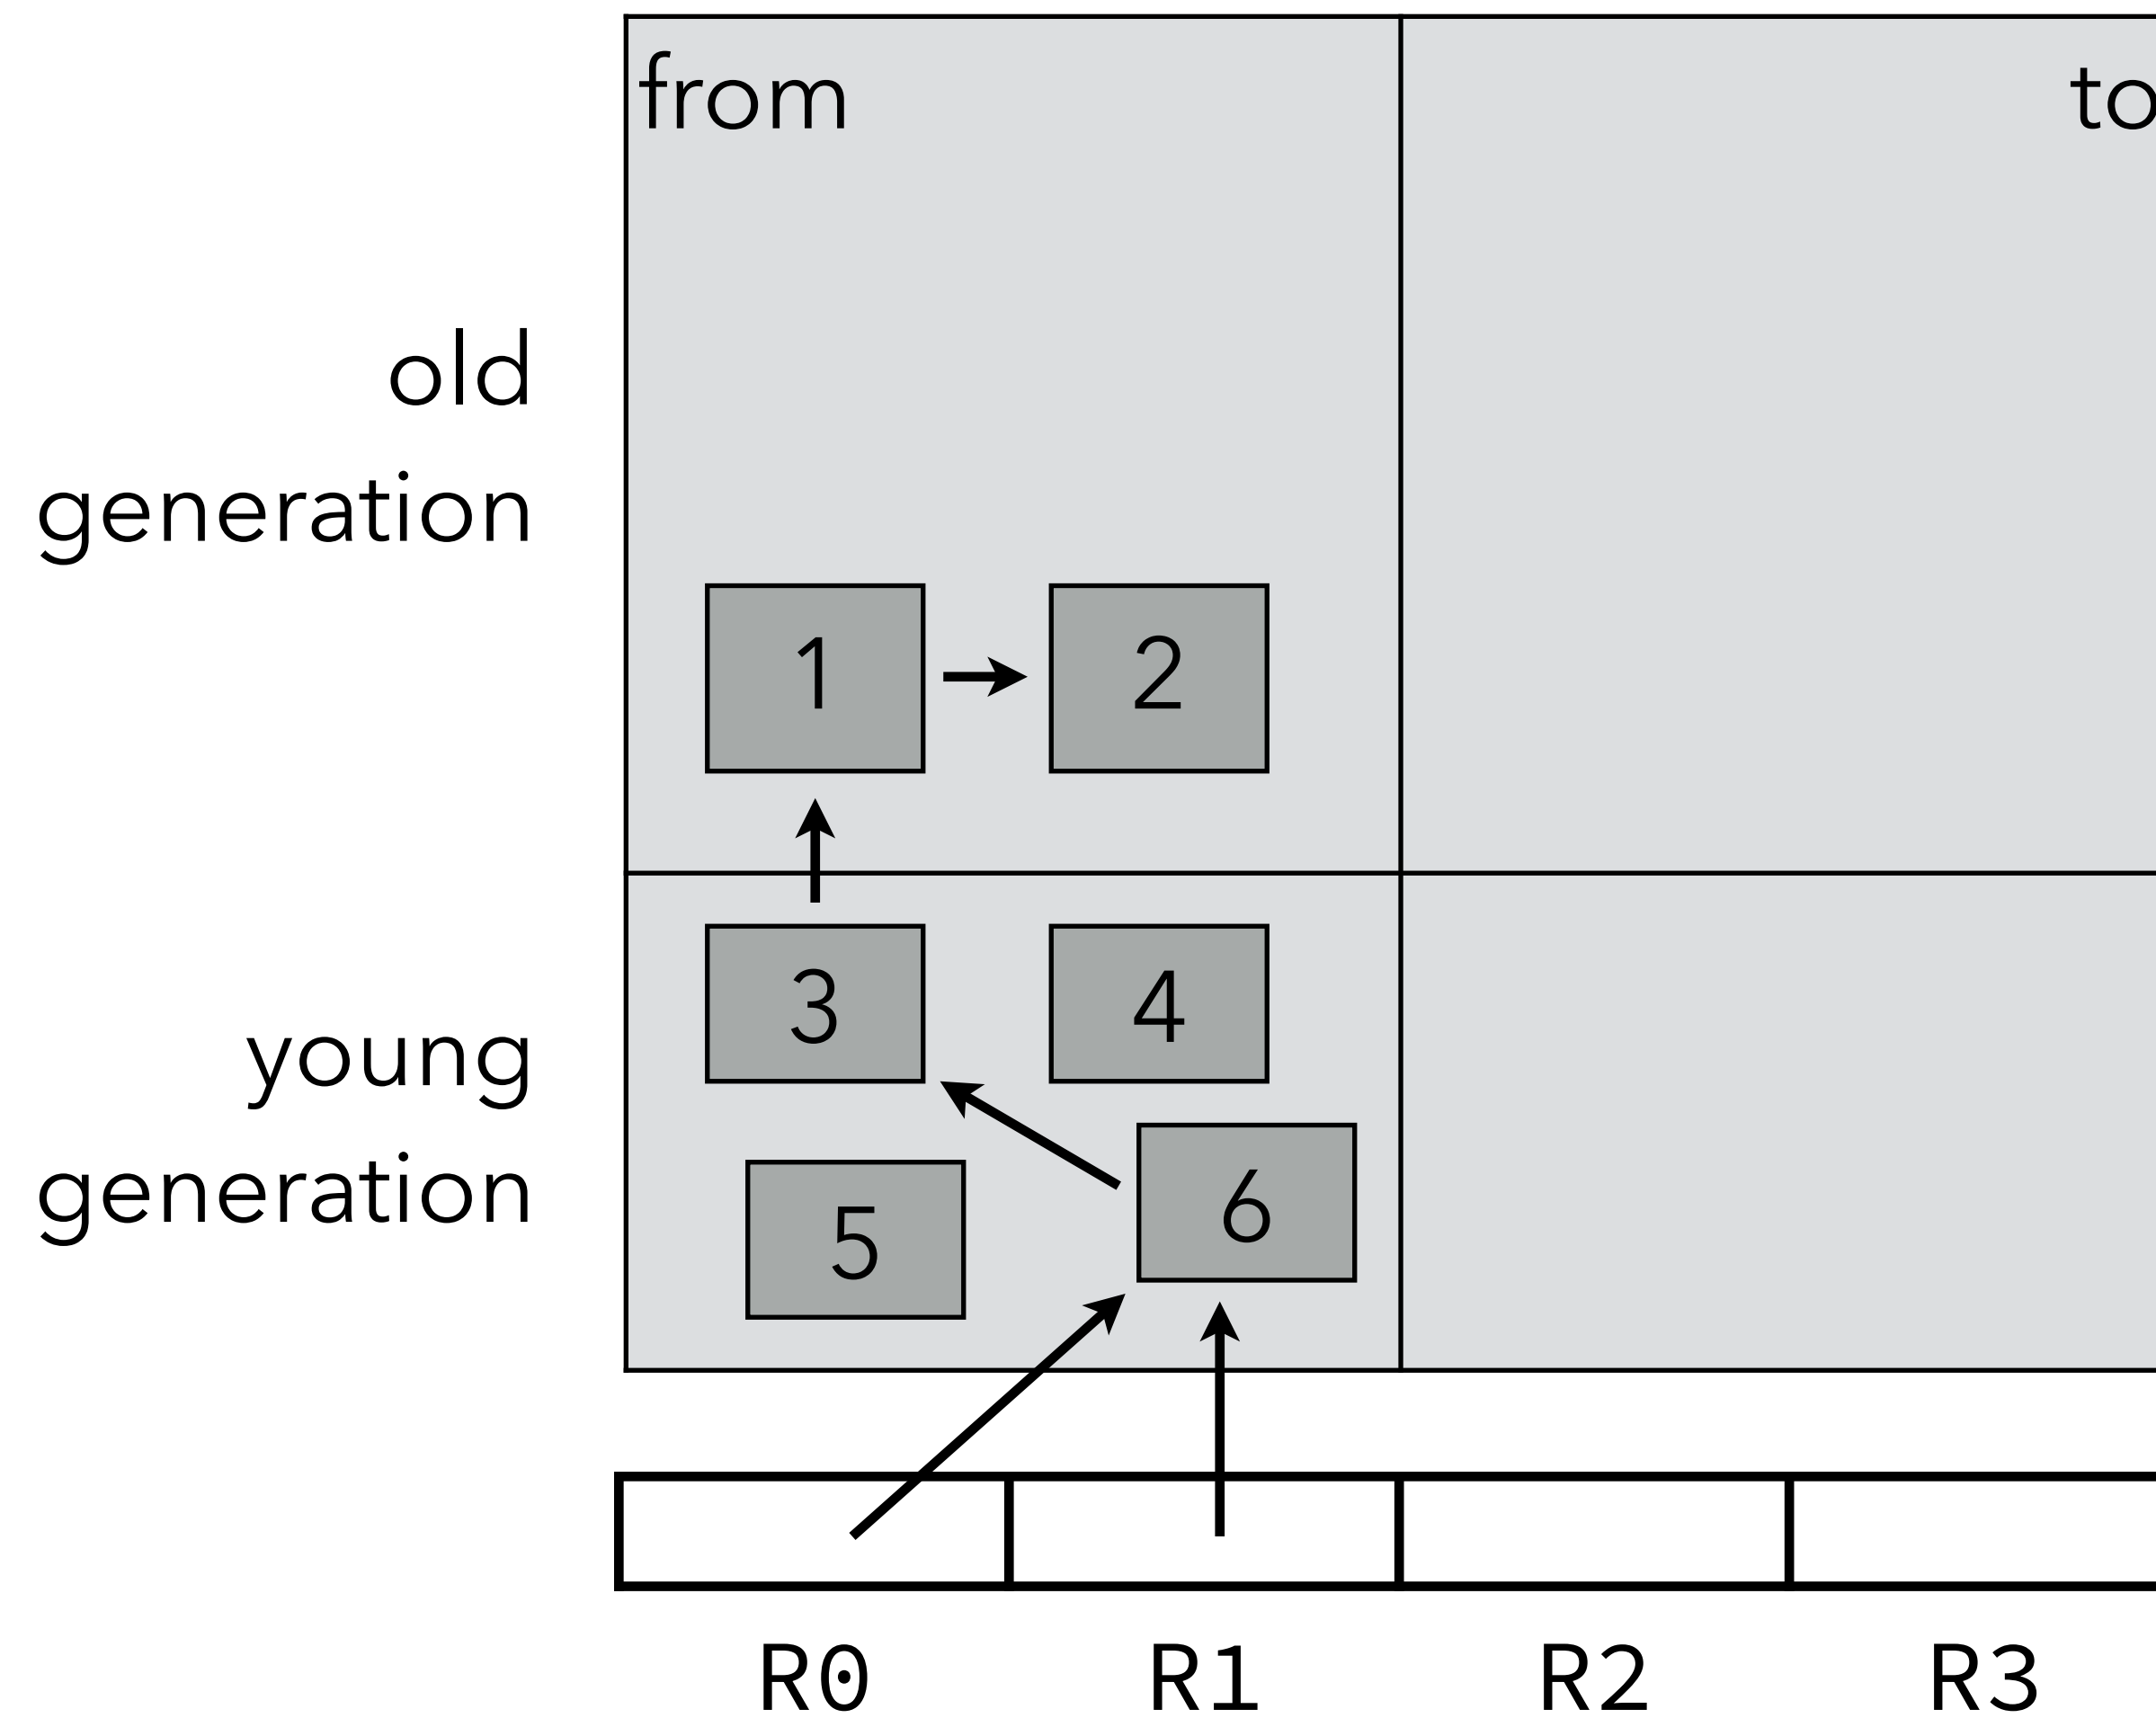 from
to
old
generation
1
2
3
4
young
generation
5
6
R0
R1
R2
R3